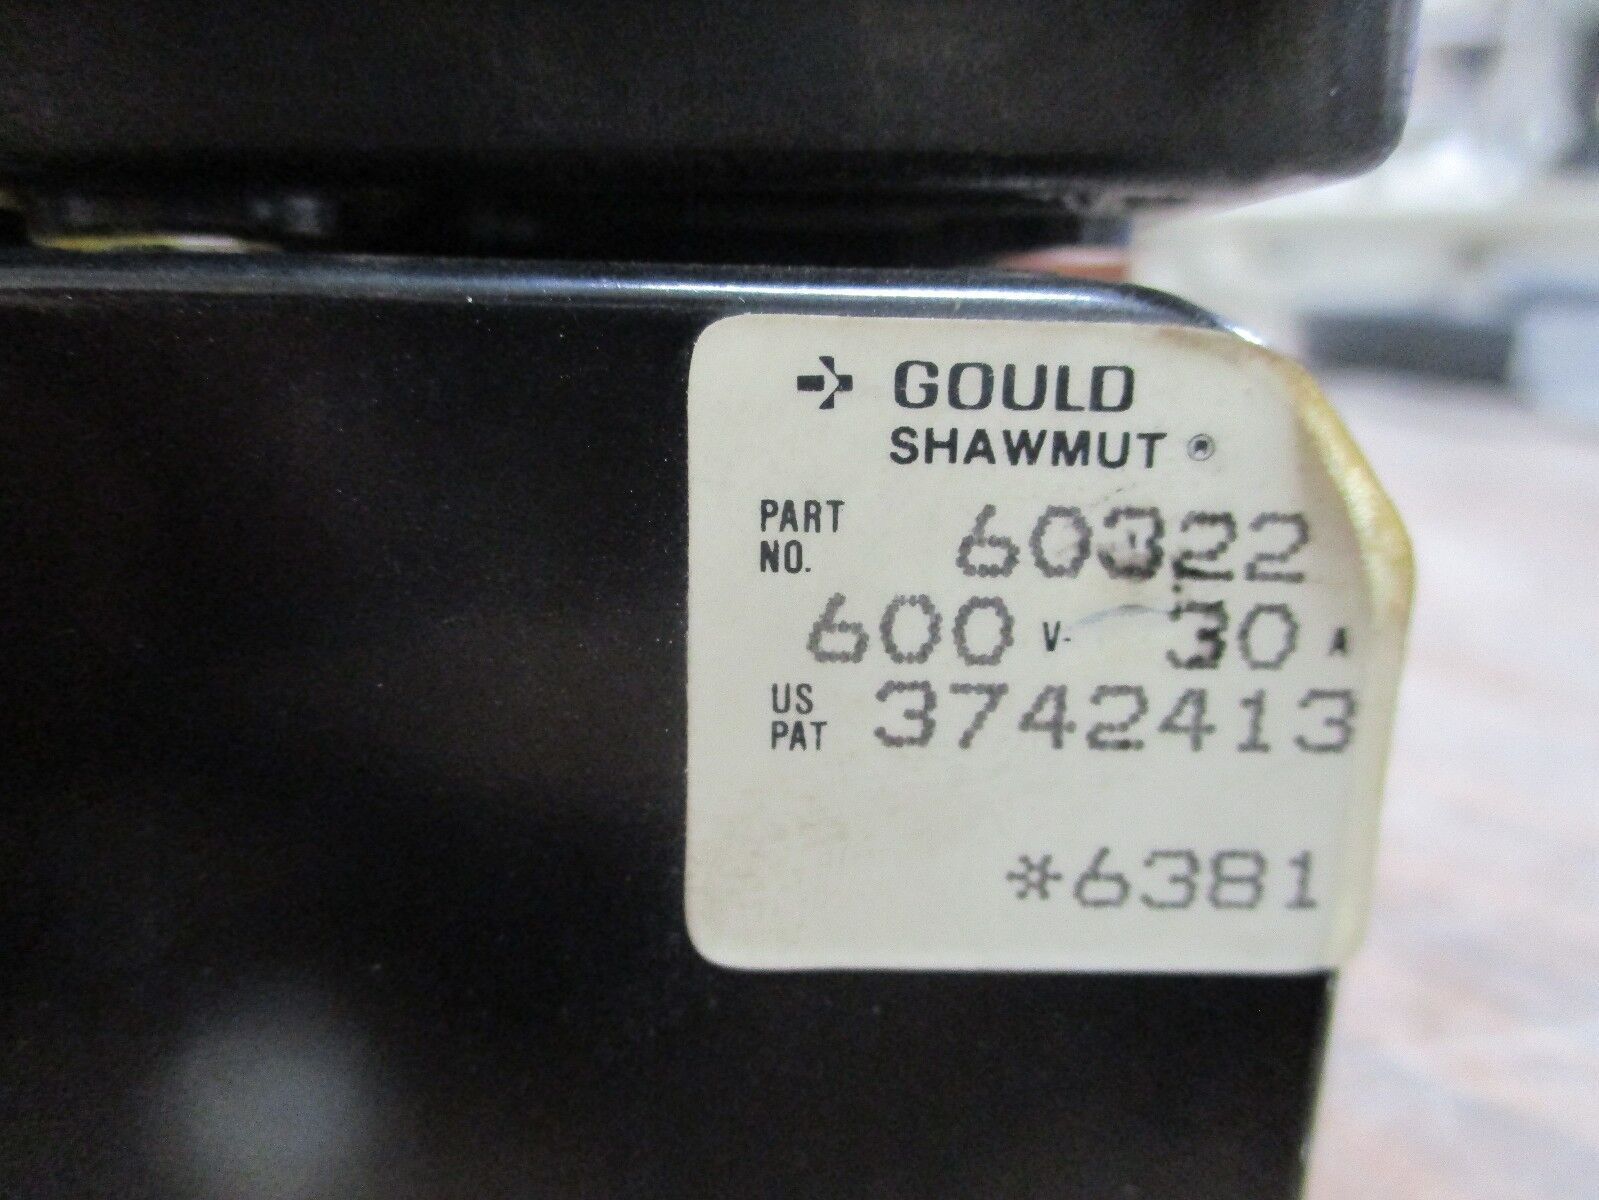 GOULD
SHAWMUT ®
PART NO. 60322
600 V- 30 A
US PAT 3742413
*6381